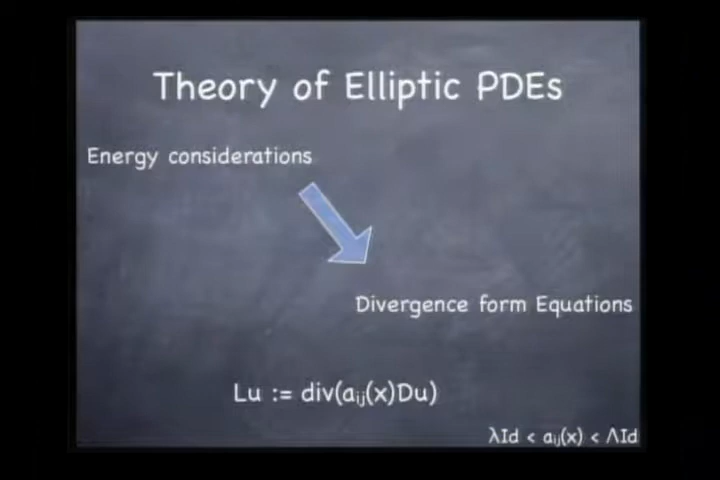 Theory of Elliptic PDEs
Energy considerations
Divergence form Equations
Lu := div(aᵢⱼ(x)Du)
λId < aᵢⱼ(x) < ΛId